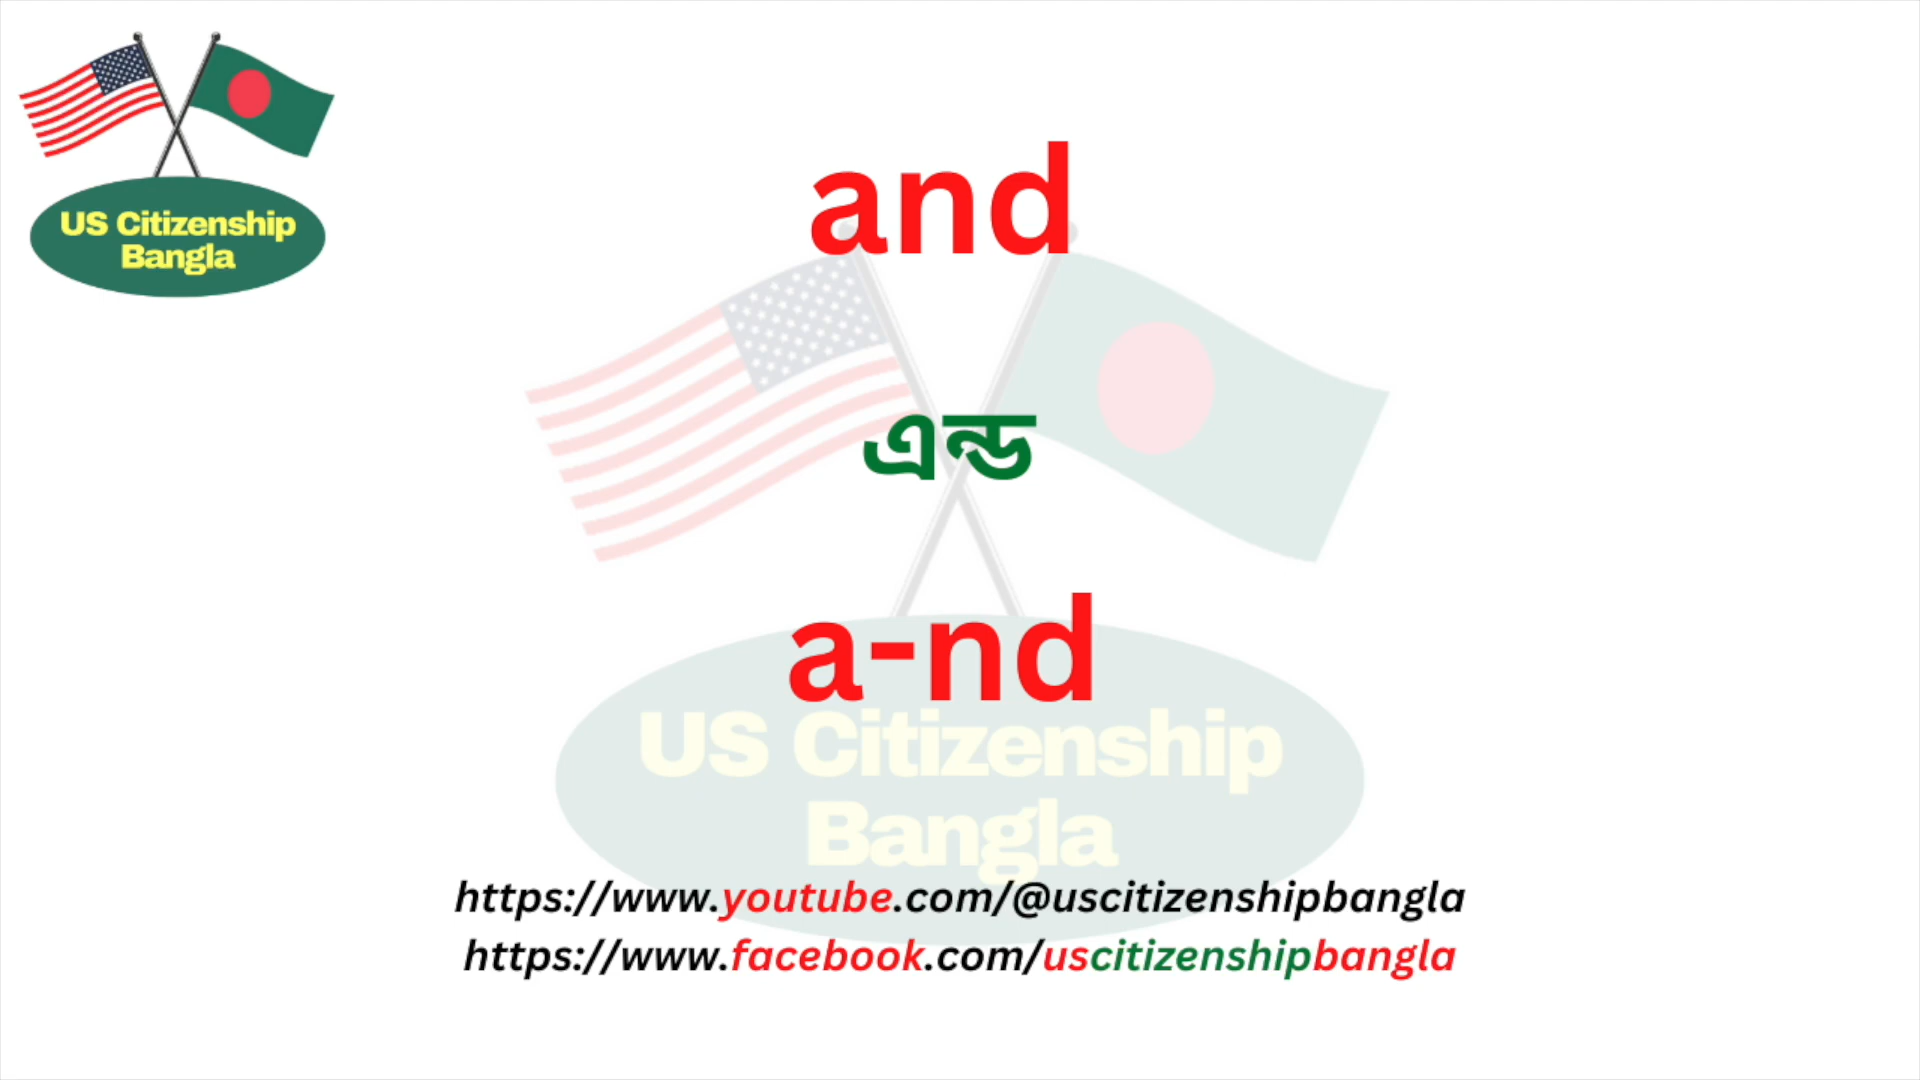 US Citizenship
Bangla
and
এন্ড
a-nd
US Citizenship
Bangla
https://www.youtube.com/@uscitizenshipbangla
https://www.facebook.com/uscitizenshipbangla